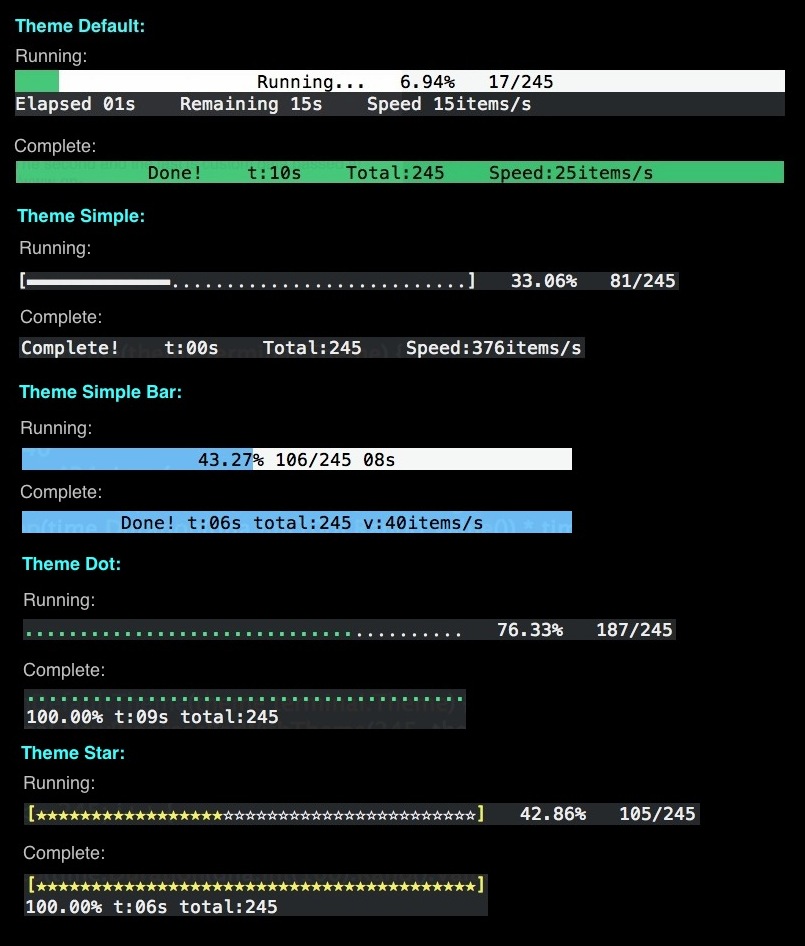 Theme Default:
Running:
Running... 6.94% 17/245
Elapsed 01s Remaining 15s Speed 15items/s
Complete:
Done! t:10s Total:245 Speed:25items/s
Theme Simple:
Running:
[━━━━━━━━━━━━━...........................] 33.06% 81/245
Complete:
Complete! t:00s Total:245 Speed:376items/s
Theme Simple Bar:
Running:
43.27% 106/245 08s
Complete:
Done! t:06s total:245 v:40items/s
Theme Dot:
Running:
........................................ 76.33% 187/245
Complete:
........................................
100.00% t:09s total:245
Theme Star:
Running:
[★★★★★★★★★★★★★★★★★☆☆☆☆☆☆☆☆☆☆☆☆☆☆☆☆☆☆☆☆☆☆☆] 42.86% 105/245
Complete:
[★★★★★★★★★★★★★★★★★★★★★★★★★★★★★★★★★★★★★★★★]
100.00% t:06s total:245